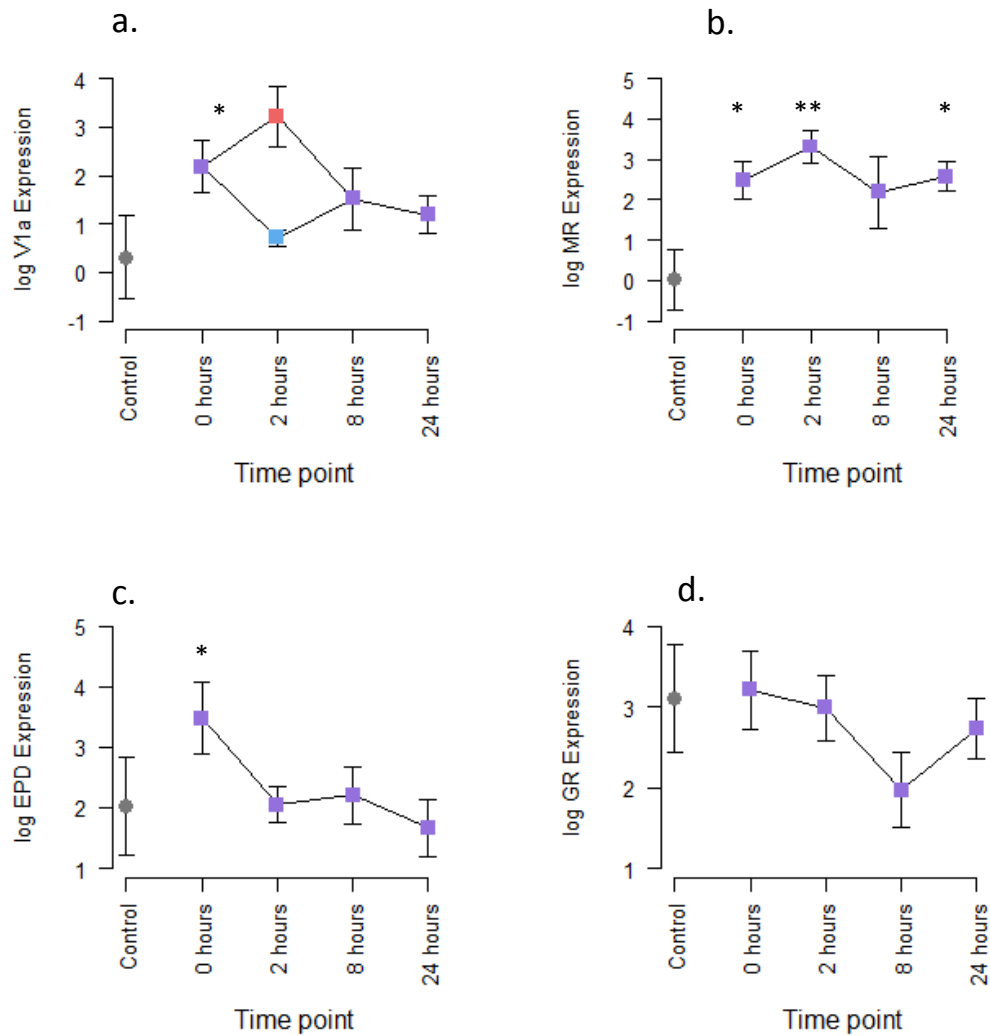 a.
log V1a Expression
4
3
2
1
0
-1
*
Control
0 hours
2 hours
8 hours
24 hours
Time point
b.
log MR Expression
5
4
3
2
1
0
-1
*
**
*
Control
0 hours
2 hours
8 hours
24 hours
Time point
c.
log EPD Expression
5
4
3
2
1
*
Control
0 hours
2 hours
8 hours
24 hours
Time point
d.
log GR Expression
4
3
2
1
Control
0 hours
2 hours
8 hours
24 hours
Time point